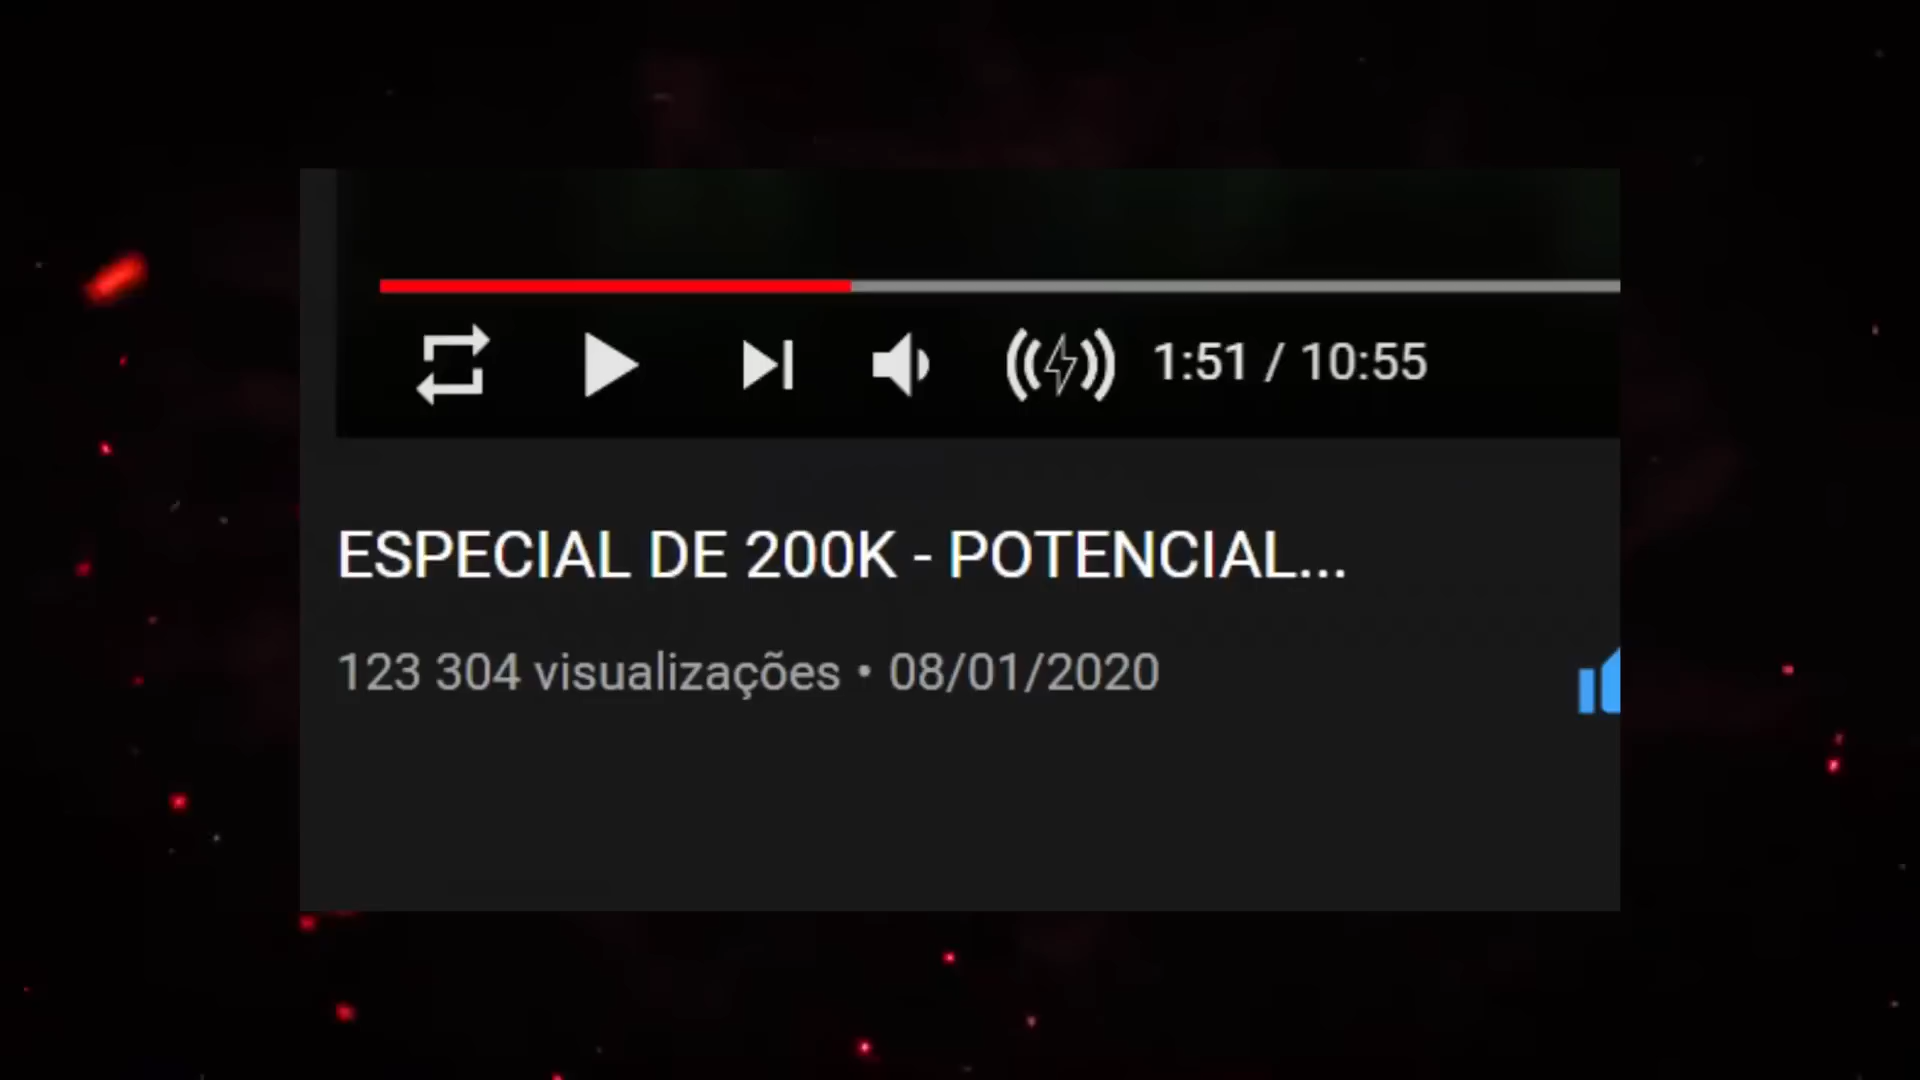 1:51 / 10:55
ESPECIAL DE 200K - POTENCIAL...
123 304 visualizações • 08/01/2020